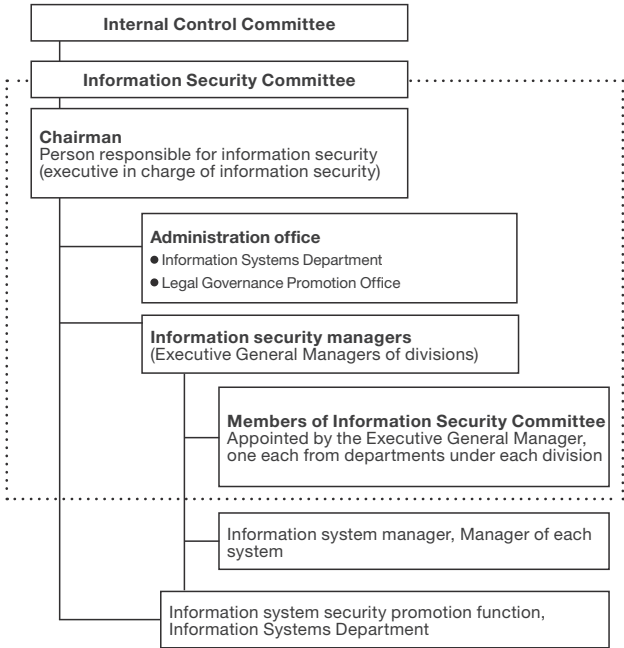 Internal Control Committee
Information Security Committee
Chairman
Person responsible for information security
(executive in charge of information security)
Administration office
● Information Systems Department
● Legal Governance Promotion Office
Information security managers
(Executive General Managers of divisions)
Members of Information Security Committee
Appointed by the Executive General Manager,
one each from departments under each division
Information system manager, Manager of each
system
Information system security promotion function,
Information Systems Department